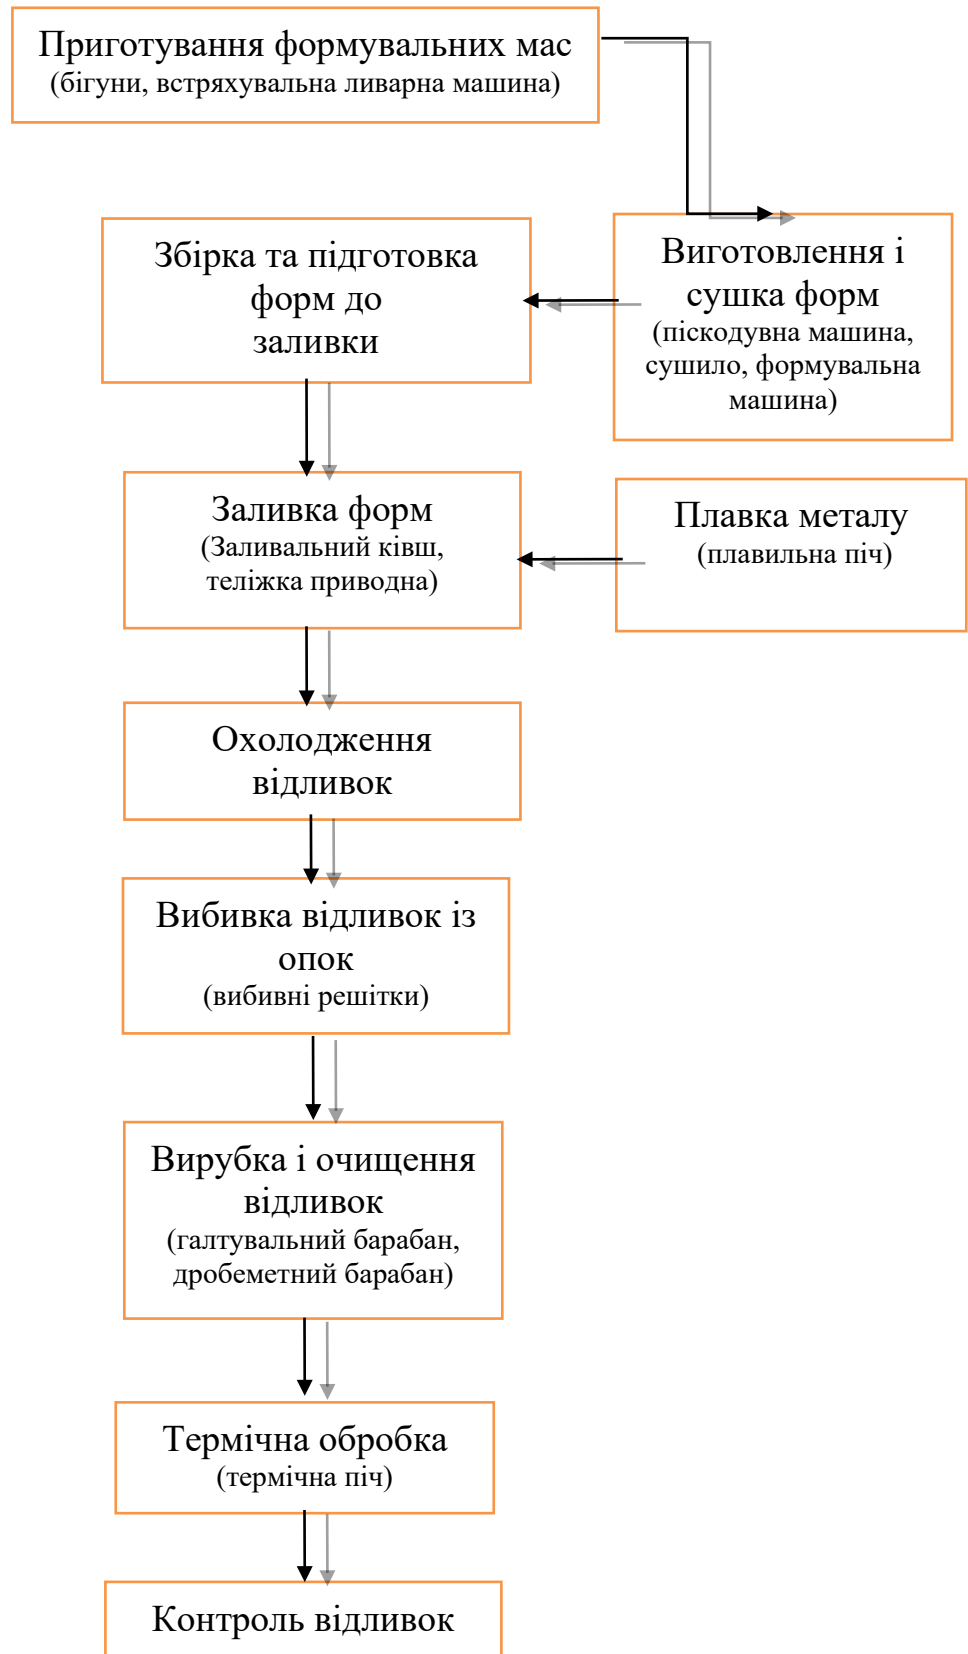 Приготування формувальних мас
(бігуни, встряхувальна ливарна машина)
Виготовлення і
сушка форм
(піскодувна машина,
сушило, формувальна
машина)
Збірка та підготовка
форм до
заливки
Заливка форм
(Заливальний ківш,
теліжка приводна)
Плавка металу
(плавильна піч)
Охолодження
відливок
Вибивка відливок із
опок
(вибивні решітки)
Вирубка і очищення
відливок
(галтувальний барабан,
дробеметний барабан)
Термічна обробка
(термічна піч)
Контроль відливок